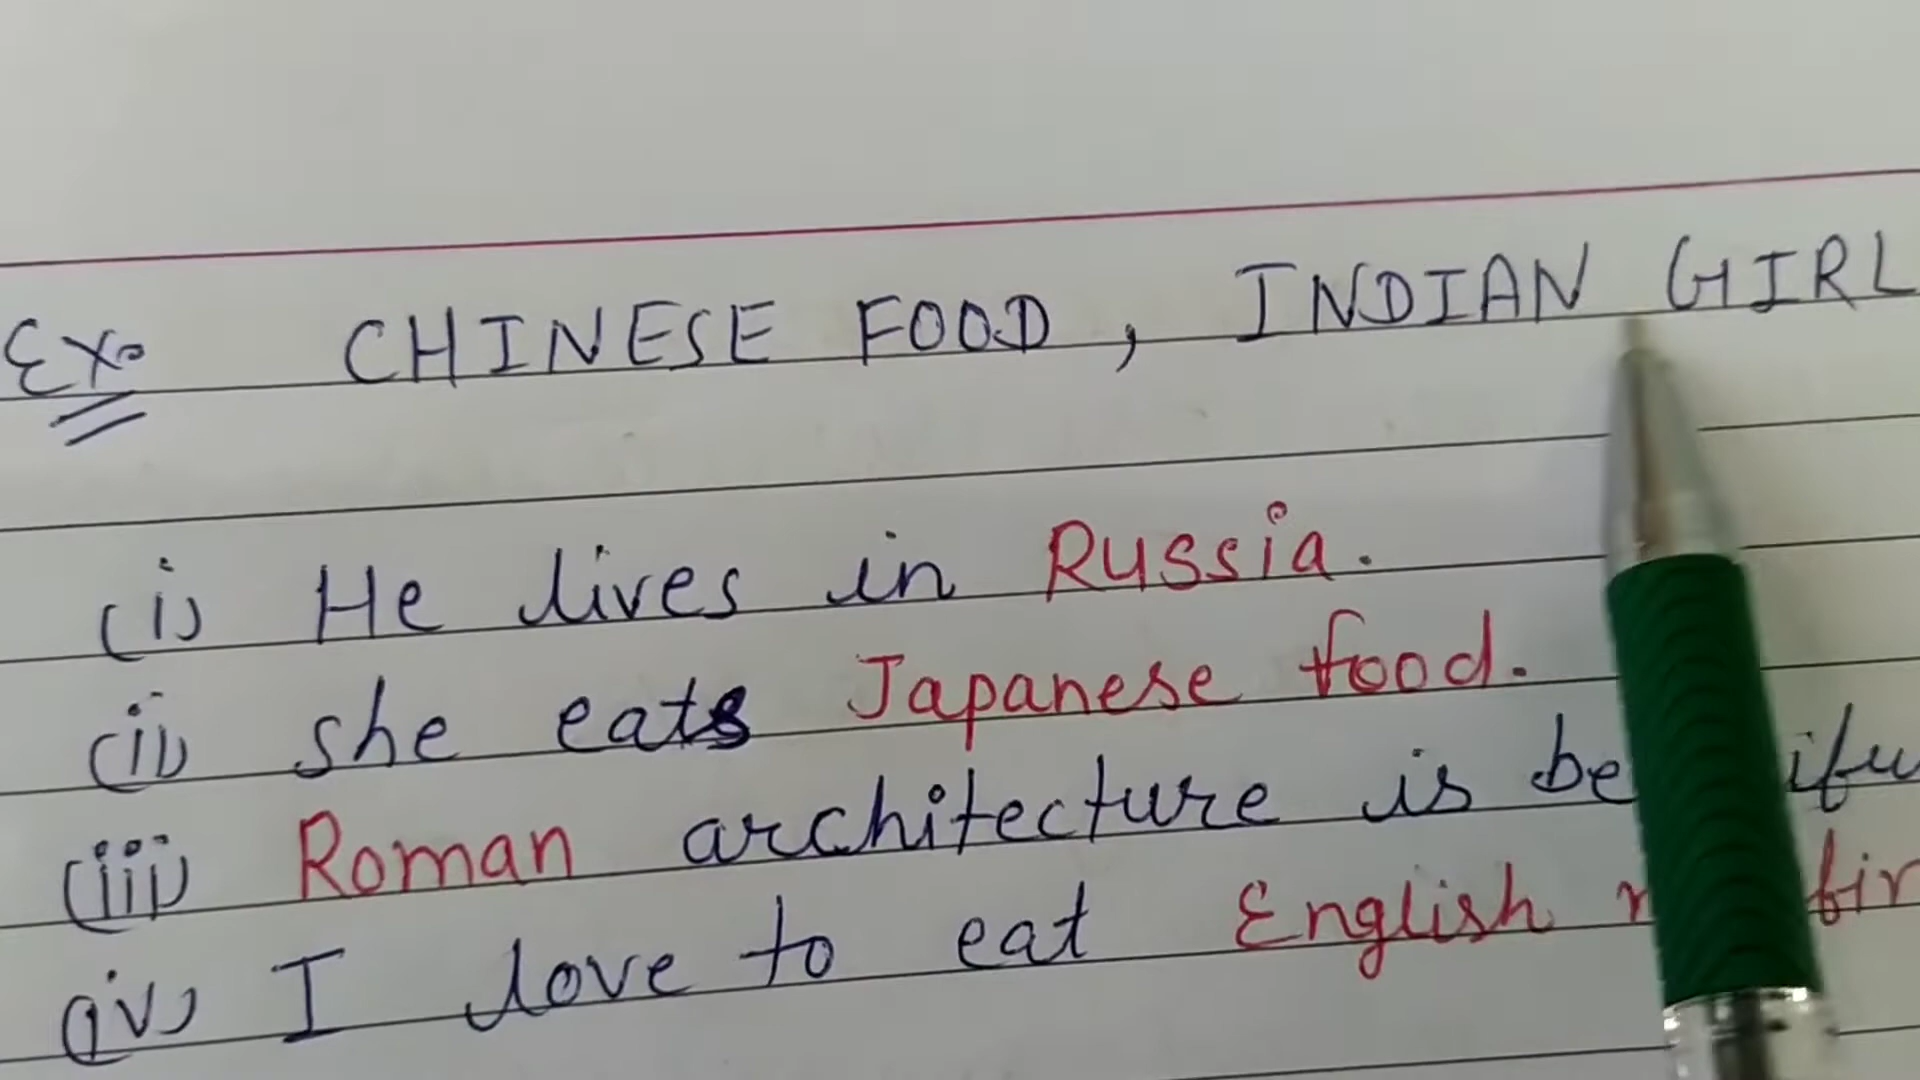 Ex. CHINESE FOOD, INDIAN GIRL
(i) He lives in Russia.
(ii) she eats Japanese food.
(iii) Roman architecture is
(iv) I love to eat English